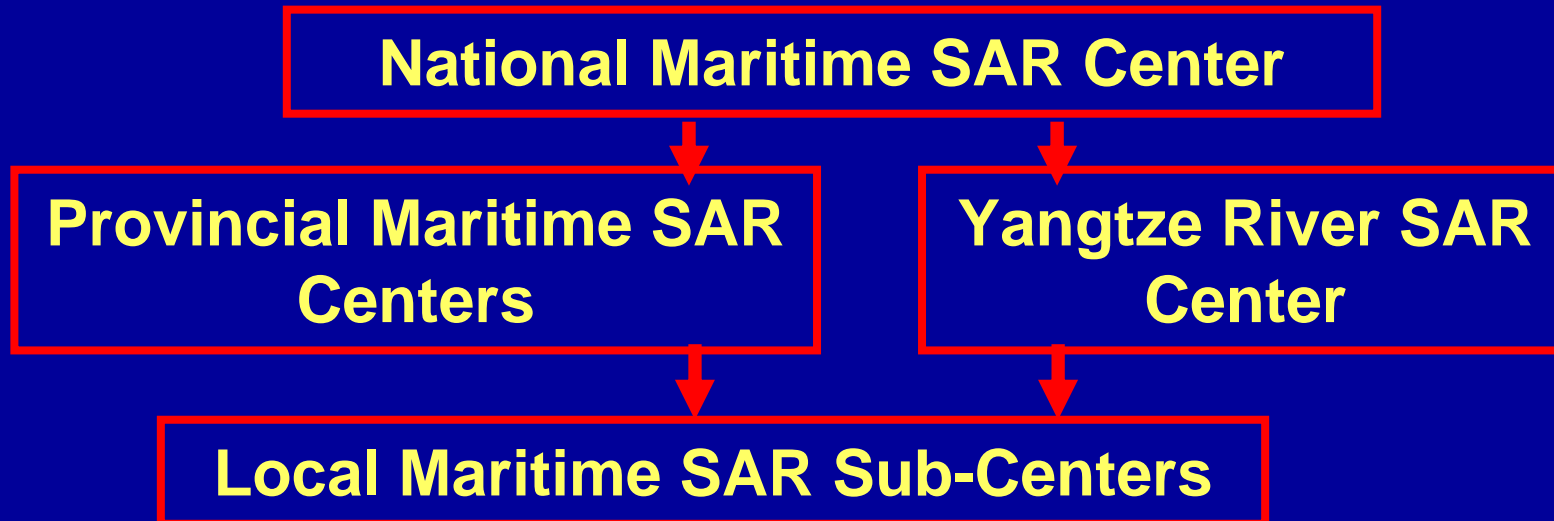 National Maritime SAR Center
Provincial Maritime SAR
Centers
Yangtze River SAR
Center
Local Maritime SAR Sub-Centers